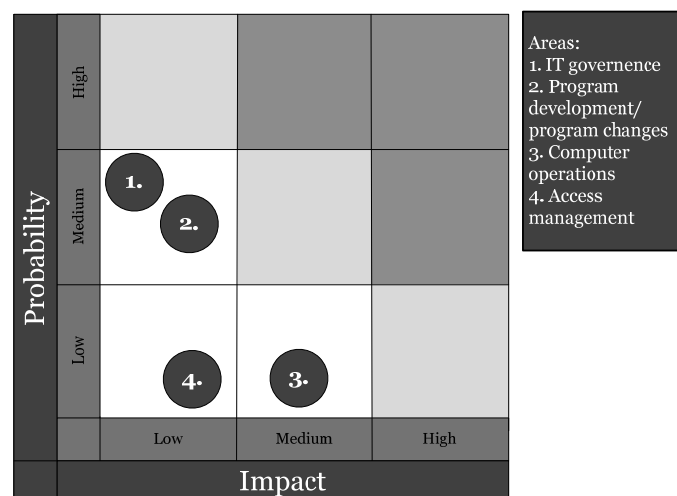 Probability
High
Medium
Low
1.
2.
4.
3.
Low
Medium
High
Impact
Areas:
1. IT governence
2. Program
development/
program changes
3. Computer
operations
4. Access
management